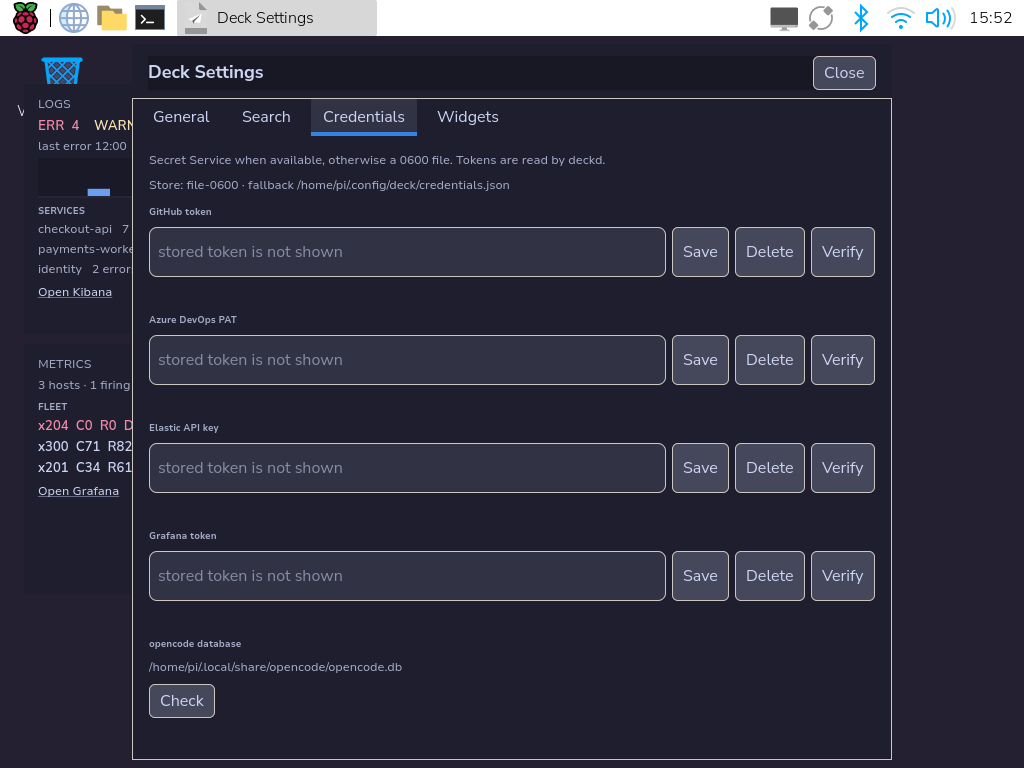 Deck Settings
15:52
Deck Settings
Close
LOGS
ERR 4 WARN
last error 12:00
SERVICES
checkout-api 7
payments-worke
identity 2 error
Open Kibana
METRICS
3 hosts · 1 firing
FLEET
x204 C0 R0 D
x300 C71 R82
x201 C34 R61
Open Grafana
General Search Credentials Widgets
Secret Service when available, otherwise a 0600 file. Tokens are read by deckd.
Store: file-0600 · fallback /home/pi/.config/deck/credentials.json
GitHub token
stored token is not shown Save Delete Verify
Azure DevOps PAT
stored token is not shown Save Delete Verify
Elastic API key
stored token is not shown Save Delete Verify
Grafana token
stored token is not shown Save Delete Verify
opencode database
/home/pi/.local/share/opencode/opencode.db
Check